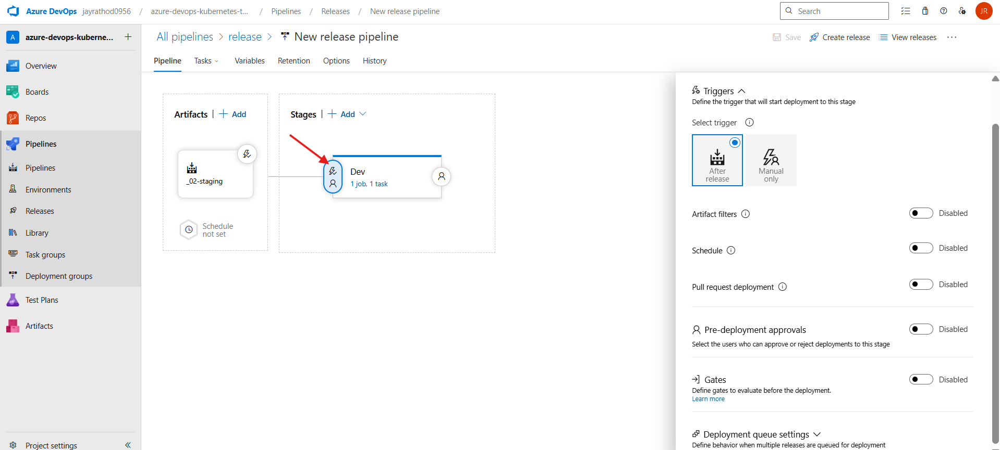 Azure DevOps jayrathod0956 / azure-devops-kubernetes-t... / Pipelines / Releases / New release pipeline
Search
JR
A azure-devops-kuberne... +
Overview
Boards
Repos
Pipelines
Pipelines
Environments
Releases
Library
Task groups
Deployment groups
Test Plans
Artifacts
Project settings
All pipelines > release > New release pipeline
Save Create release View releases ...
Pipeline Tasks Variables Retention Options History
Artifacts | + Add
_02-staging
Schedule
not set
Stages | + Add
Dev
1 job, 1 task
Triggers
Define the trigger that will start deployment to this stage
Select trigger
After
release
Manual
only
Artifact filters Disabled
Schedule Disabled
Pull request deployment Disabled
Pre-deployment approvals Disabled
Select the users who can approve or reject deployments to this stage
Gates Disabled
Define gates to evaluate before the deployment.
Learn more
Deployment queue settings
Define behavior when multiple releases are queued for deployment